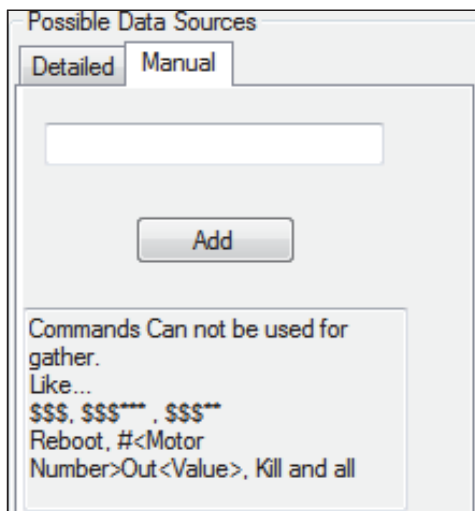 Possible Data Sources
Detailed Manual
Add
Commands Can not be used for
gather.
Like...
$$$, $$$*** , $$$**
Reboot, #<Motor
Number>Out<Value>, Kill and all